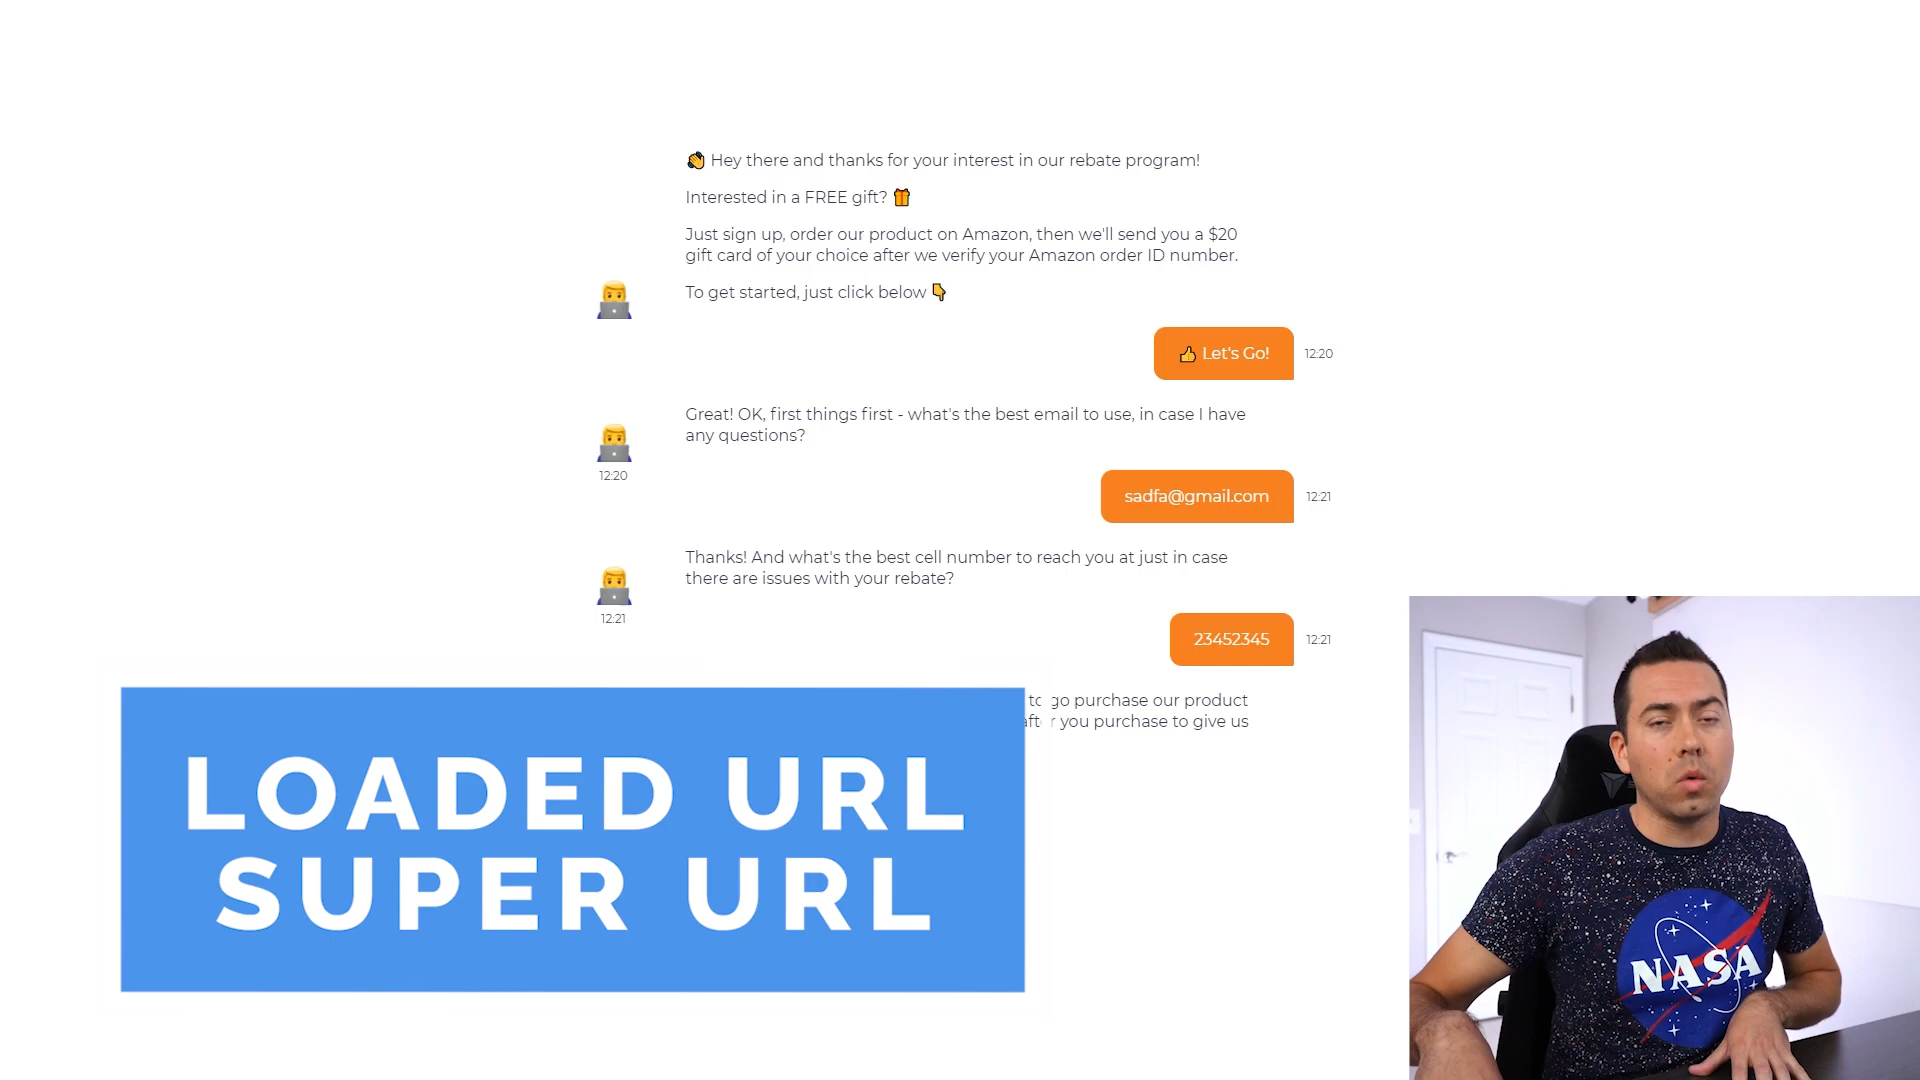 👋 Hey there and thanks for your interest in our rebate program!
Interested in a FREE gift? 🎁
Just sign up, order our product on Amazon, then we'll send you a $20
gift card of your choice after we verify your Amazon order ID number.
To get started, just click below 👇
👍 Let's Go! 12:20
Great! OK, first things first - what's the best email to use, in case I have
any questions?
12:20
sadfa@gmail.com 12:21
Thanks! And what's the best cell number to reach you at just in case
there are issues with your rebate?
12:21
23452345 12:21
to go purchase our product
after you purchase to give us
LOADED URL
SUPER URL
NASA